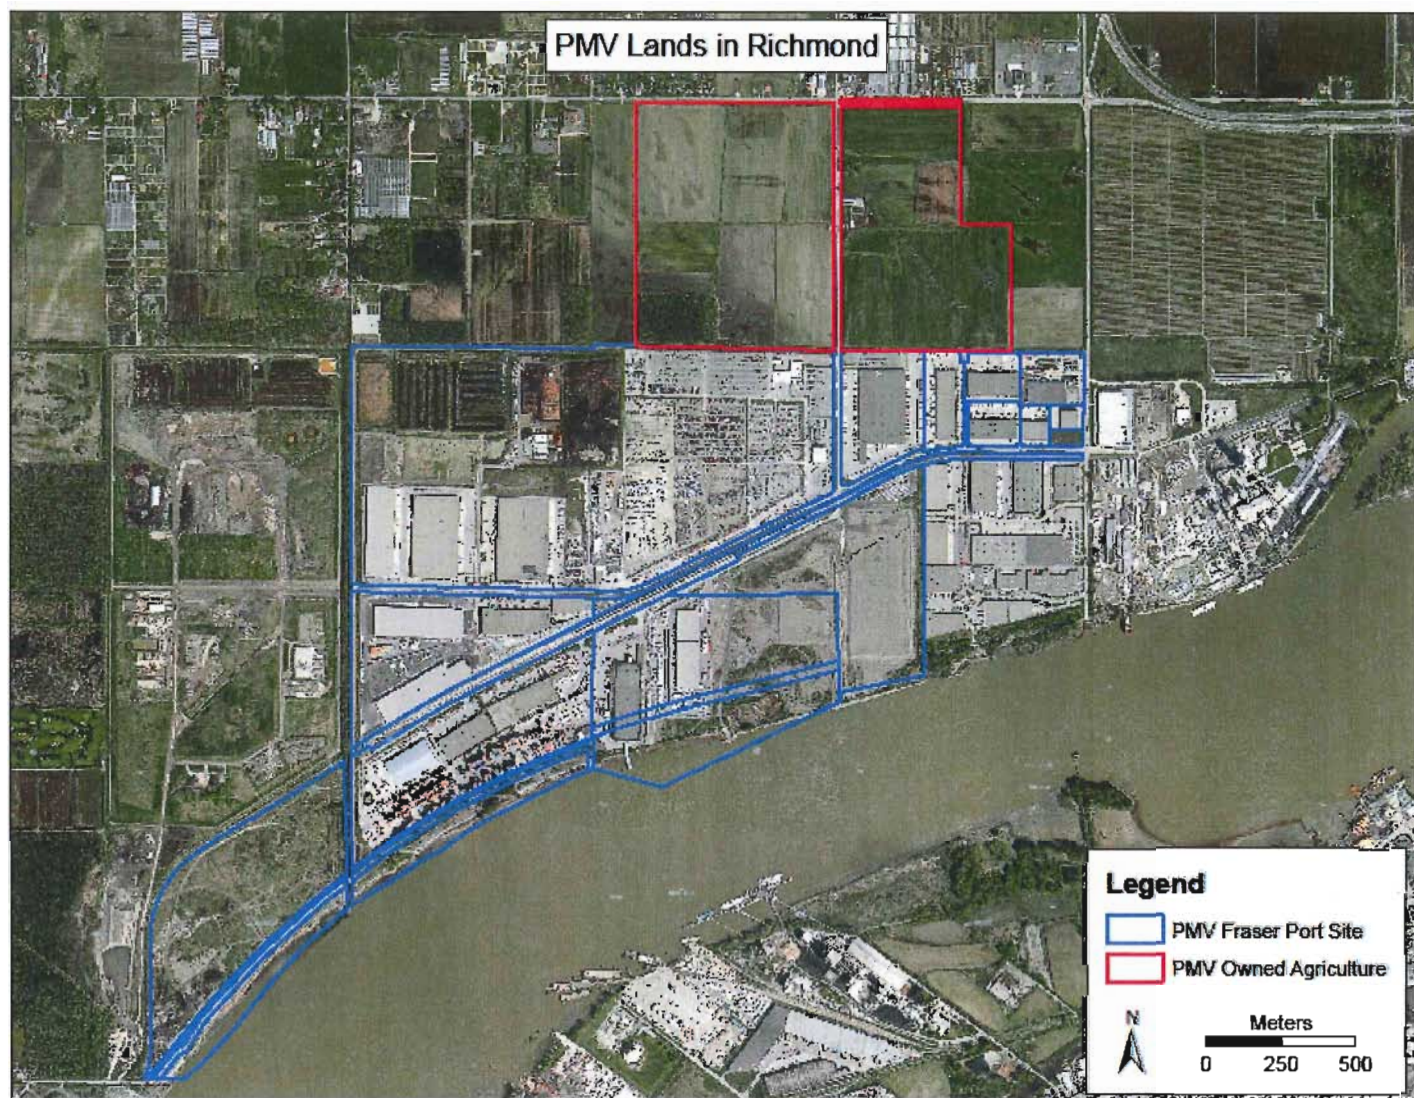 PMV Lands in Richmond
Legend
PMV Fraser Port Site
PMV Owned Agriculture
N
Meters
0 250 500